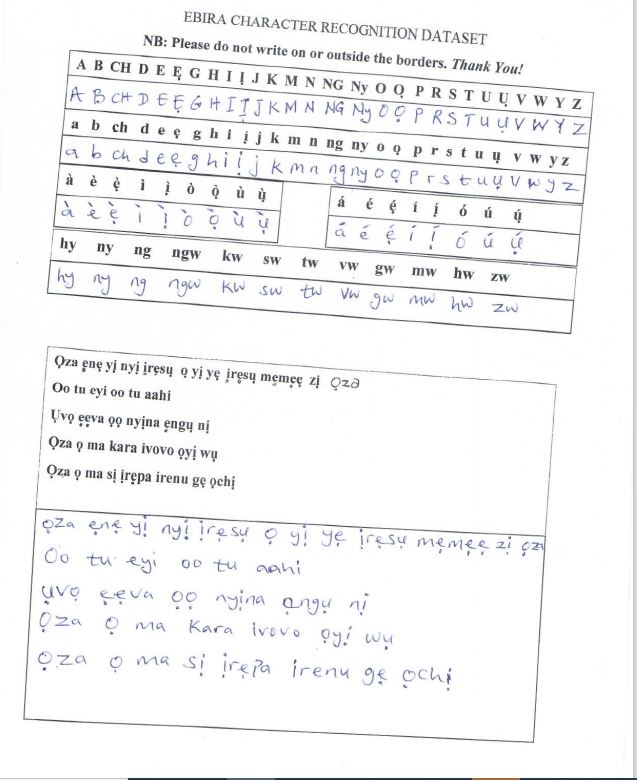 EBIRA CHARACTER RECOGNITION DATASET
NB: Please do not write on or outside the borders. Thank You!
A B CH D E Ẹ G H I Ị J K M N NG Ny O Ọ P R S T U Ụ V W Y Z
A B CH D E Ẹ G H I Ị J K M N NG Ny O Ọ P R S T U Ụ V W Y Z
a b ch d e ẹ g h i ị j k m n ng ny o ọ p r s t u ụ v w y z
a b ch d e ẹ g h i ị j k m n ng ny o ọ p r s t u ụ v w y z
à è ẹ̀ ì ị̀ ò ọ̀ ù ụ̀
à è ẹ̀ ì ị̀ ò ọ̀ ù ụ̀
á é ẹ́ í ị́ ó ú ụ́
á é ẹ́ í ị́ ó ú ụ́
hy ny ng ngw kw sw tw vw gw mw hw zw
hy ny ng ngw kw sw tw vw gw mw hw zw
Ọza ẹnẹ yị nyị ịrẹsụ ọ yị yẹ ịrẹsụ mẹmẹẹ zị ọza
Oo tu eyi oo tu aahi
Ụvọ ẹẹva ọọ nyịna ẹngụ nị
Ọza ọ ma kara ivovo ọyị wụ
Ọza ọ ma sị ịrẹpa irenu gẹ ọchị
Ọza ẹnẹ yị nyị ịrẹsụ ọ yị yẹ ịrẹsụ mẹmẹẹ zị ọza
Oo tu eyi oo tu aahi
Ụvọ ẹẹva ọọ nyịna ạngụ nị
Ọza ọ ma kara ivovo ọyị wụ
Ọza ọ ma sị ịrẹpa irenu gẹ ọchị